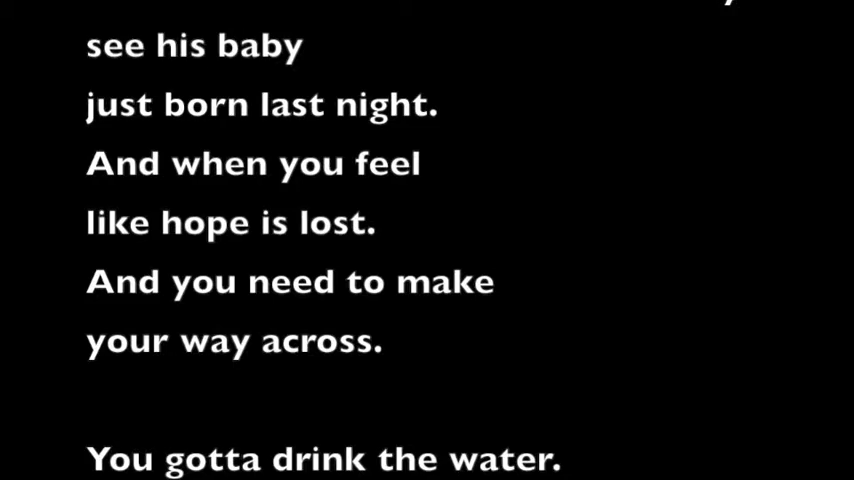 see his baby
just born last night.
And when you feel
like hope is lost.
And you need to make
your way across.
You gotta drink the water.